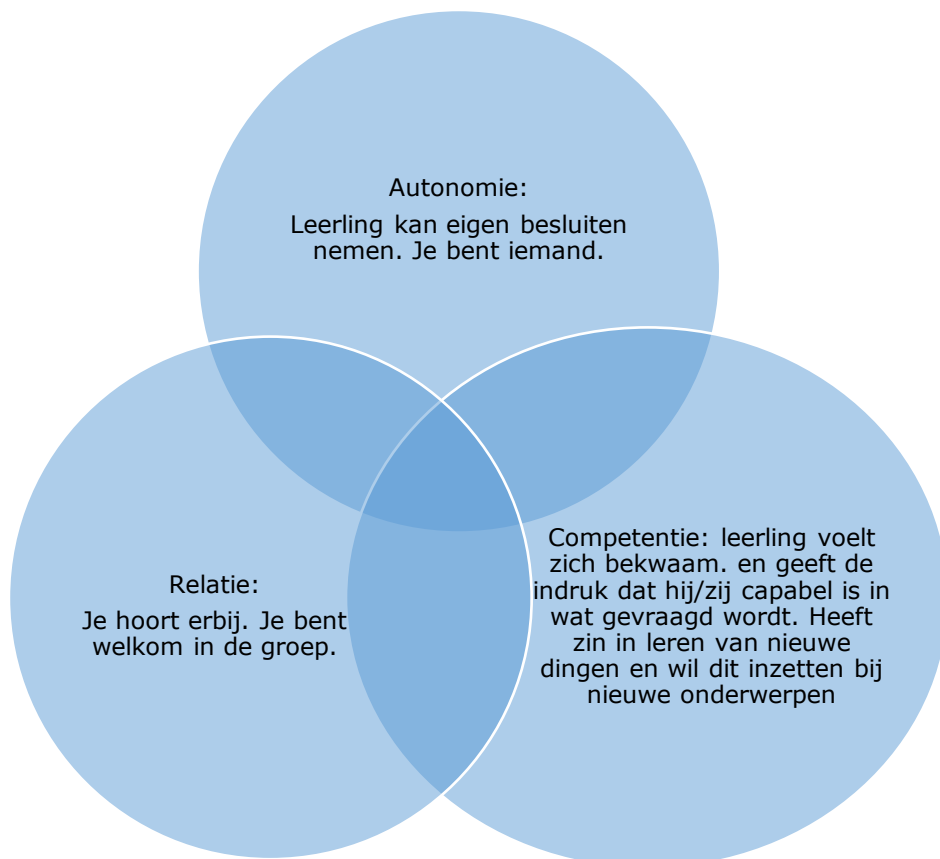 Autonomie:
Leerling kan eigen besluiten
nemen. Je bent iemand.
Relatie:
Je hoort erbij. Je bent
welkom in de groep.
Competentie: leerling voelt
zich bekwaam. en geeft de
indruk dat hij/zij capabel is in
wat gevraagd wordt. Heeft
zin in leren van nieuwe
dingen en wil dit inzetten bij
nieuwe onderwerpen